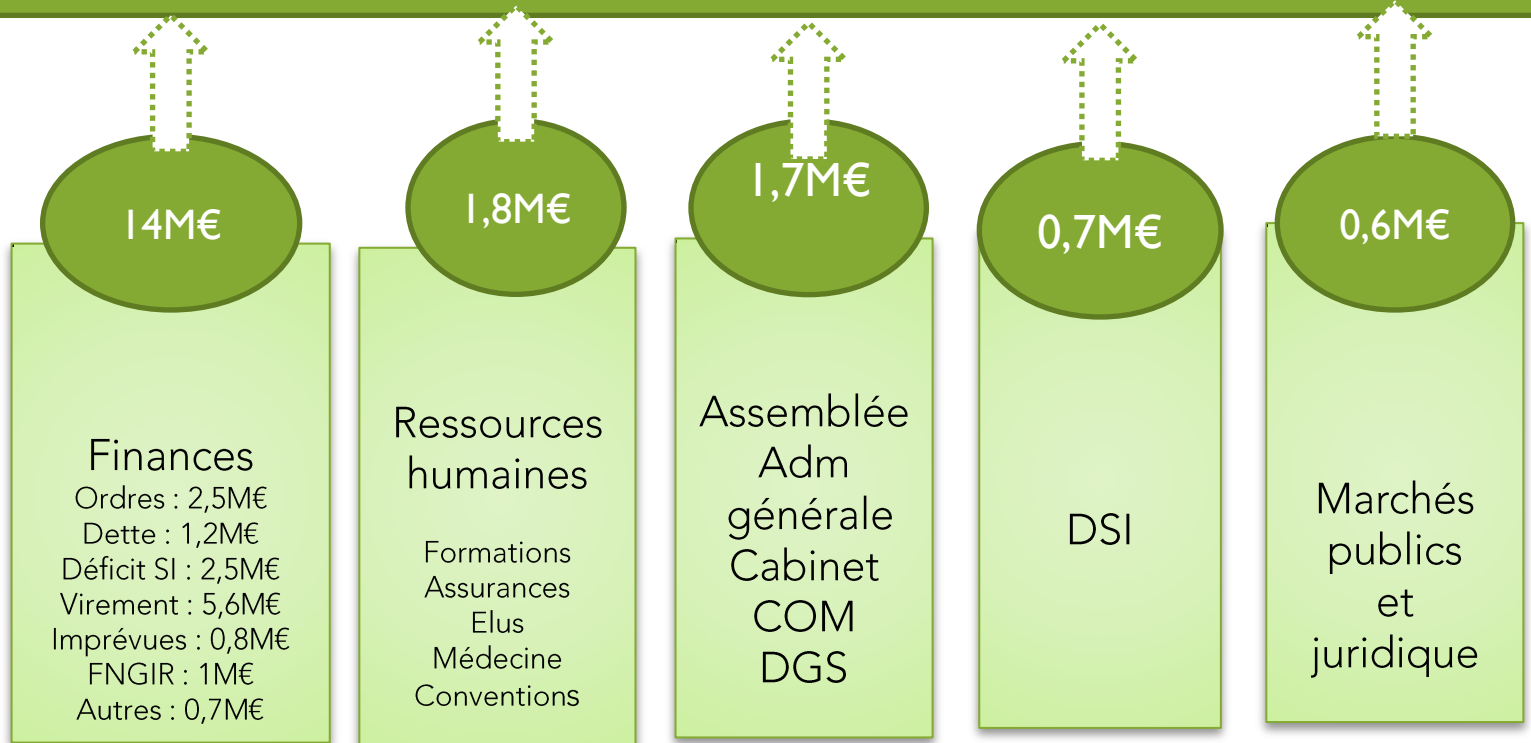 14M€
Finances
Ordres : 2,5M€
Dette : 1,2M€
Déficit SI : 2,5M€
Virement : 5,6M€
Imprévues : 0,8M€
FNGIR : 1M€
Autres : 0,7M€
1,8M€
Ressources
humaines
Formations
Assurances
Elus
Médecine
Conventions
1,7M€
Assemblée
Adm
générale
Cabinet
COM
DGS
0,7M€
DSI
0,6M€
Marchés
publics
et
juridique